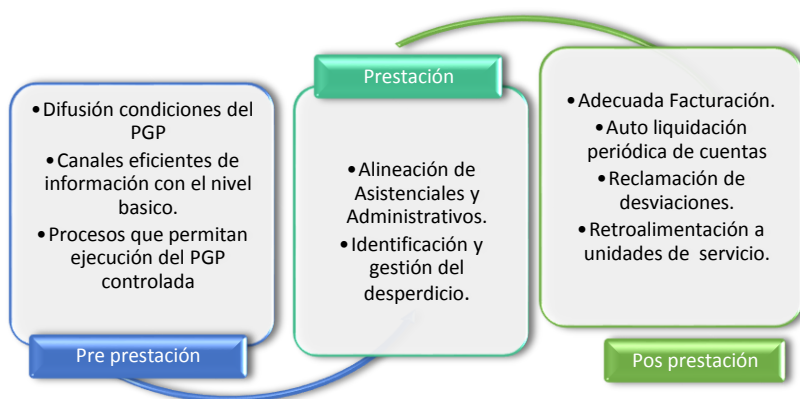 •Difusión condiciones del
PGP
•Canales eficientes de
información con el nivel
basico.
•Procesos que permitan
ejecución del PGP
controlada
Pre prestación
Prestación
•Alineación de
Asistenciales y
Administrativos.
•Identificación y
gestión del
desperdicio.
•Adecuada Facturación.
•Auto liquidación
periódica de cuentas
•Reclamación de
desviaciones.
•Retroalimentación a
unidades de servicio.
Pos prestación